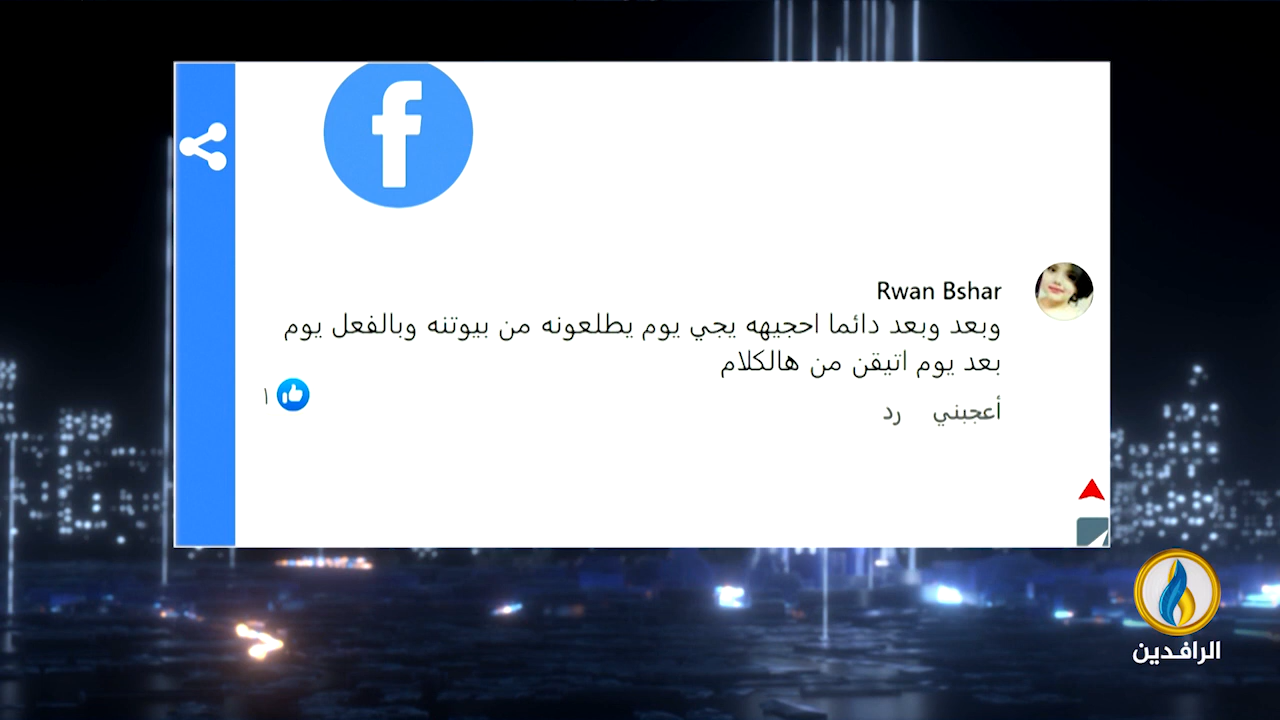 Rwan Bshar
وبعد وبعد دائما احجيهه يجي يوم يطلعونه من بيوتنه وبالفعل يوم
بعد يوم اتيقن من هالكلام
١
أعجبني رد
الرافدين